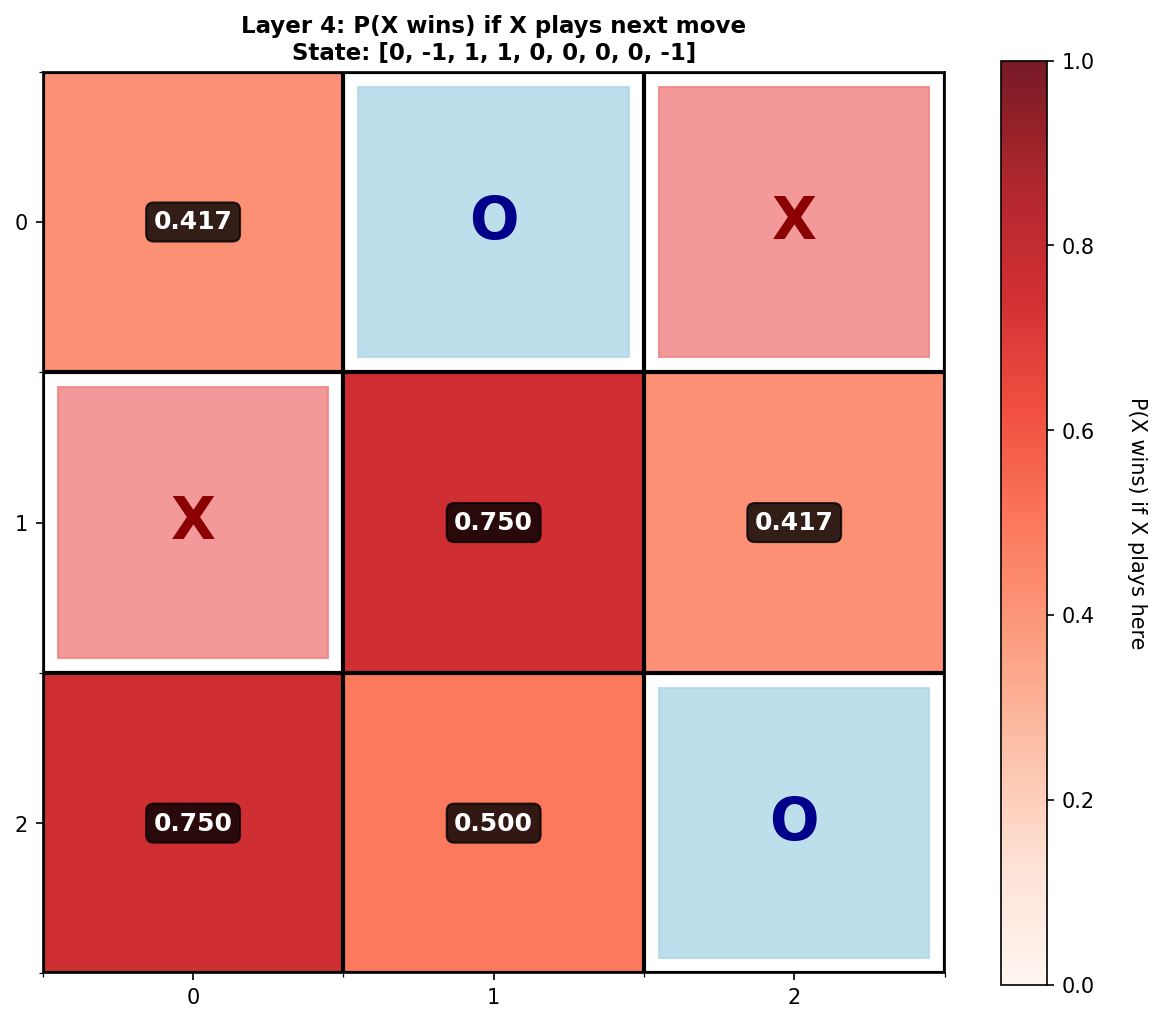 Layer 4: P(X wins) if X plays next move
State: [0, -1, 1, 1, 0, 0, 0, 0, -1]
0
0.417
O
X
1
X
0.750
0.417
2
0.750
0.500
O
0
1
2
1.0
0.8
0.6
0.4
0.2
0.0
P(X wins) if X plays here